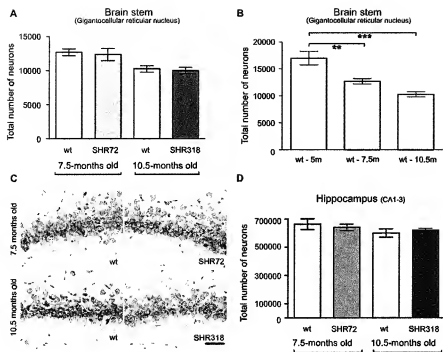 A
Brain stem
(Gigantocellular reticular nucleus)
Total number of neurons
15000
10000
5000
0
wt
SHR72
wt
SHR318
7.5-months old
10.5-months old
B
Brain stem
(Gigantocellular reticular nucleus)
Total number of neurons
20000
15000
10000
5000
0
***
**
wt - 5m
wt - 7.5m
wt - 10.5m
C
7.5 months old
wt
SHR72
10.5 months old
wt
SHR318
D
Hippocampus (CA1-3)
Total number of neurons
700000
600000
500000
400000
300000
200000
100000
0
wt
SHR72
wt
SHR318
7.5-months old
10.5-months old